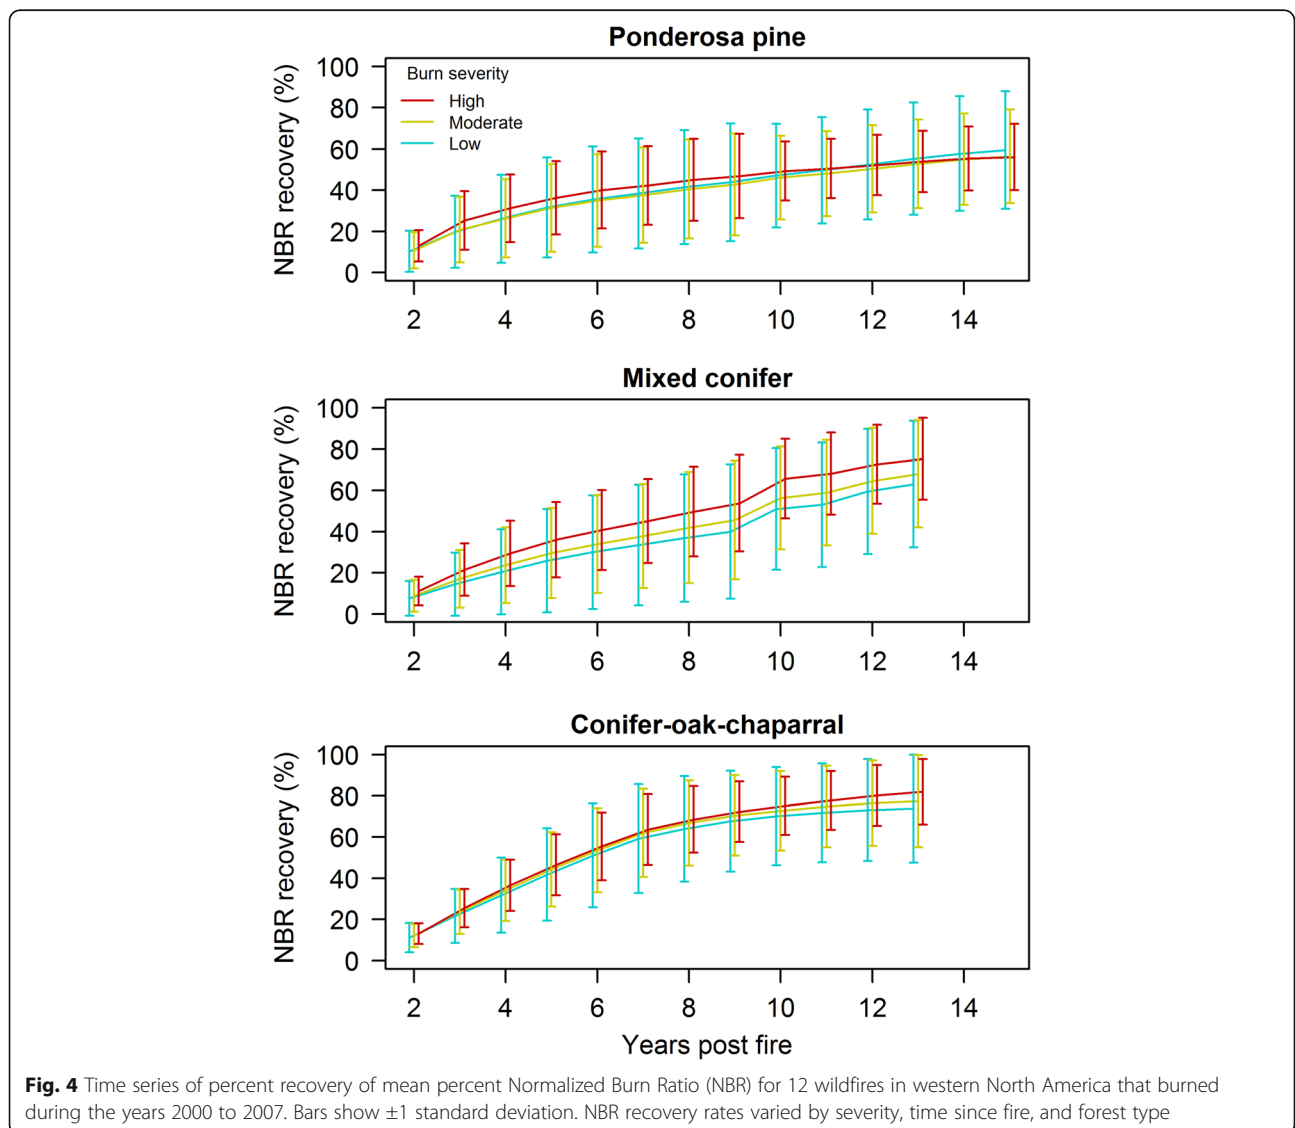 Ponderosa pine
NBR recovery (%)
100
80
60
40
20
0
Burn severity
High
Moderate
Low
2 4 6 8 10 12 14
Mixed conifer
NBR recovery (%)
100
80
60
40
20
0
2 4 6 8 10 12 14
Conifer-oak-chaparral
NBR recovery (%)
100
80
60
40
20
0
2 4 6 8 10 12 14
Years post fire
Fig. 4 Time series of percent recovery of mean percent Normalized Burn Ratio (NBR) for 12 wildfires in western North America that burned
during the years 2000 to 2007. Bars show ±1 standard deviation. NBR recovery rates varied by severity, time since fire, and forest type